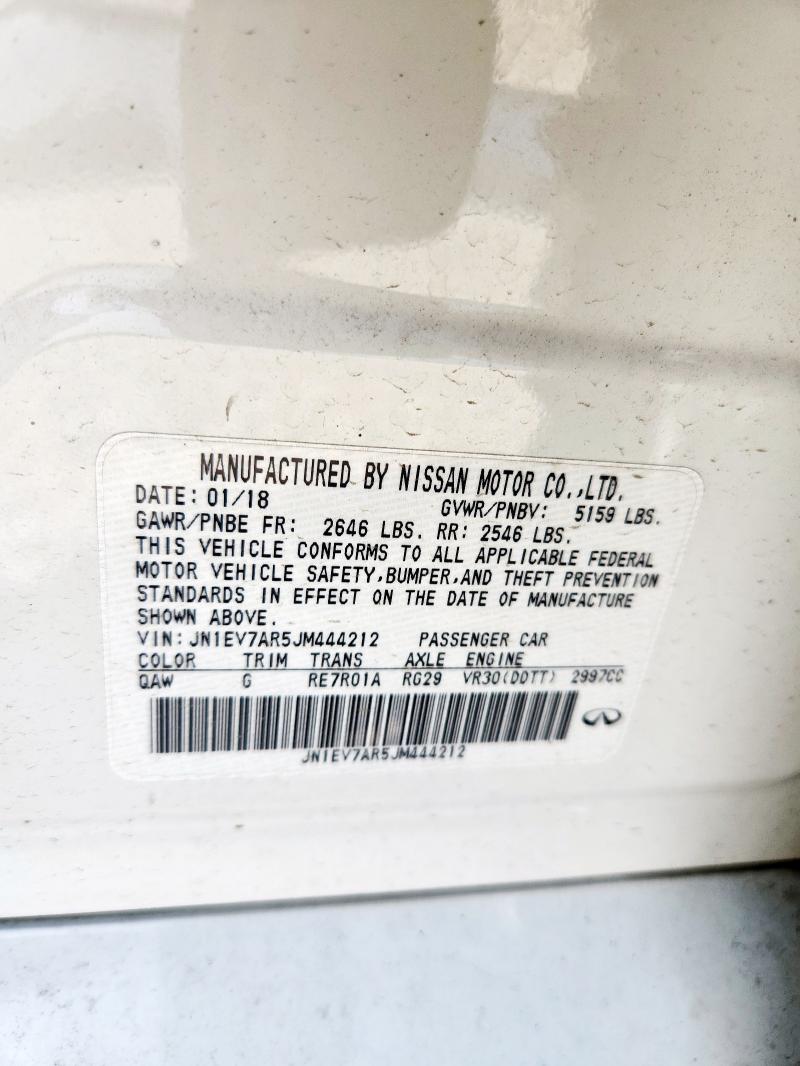 MANUFACTURED BY NISSAN MOTOR CO.,LTD.
DATE: 01/18 GVWR/PNBV: 5159 LBS.
GAWR/PNBE FR: 2646 LBS. RR: 2546 LBS.
THIS VEHICLE CONFORMS TO ALL APPLICABLE FEDERAL
MOTOR VEHICLE SAFETY,BUMPER,AND THEFT PREVENTION
STANDARDS IN EFFECT ON THE DATE OF MANUFACTURE
SHOWN ABOVE.
VIN: JN1EV7AR5JM444212 PASSENGER CAR
COLOR TRIM TRANS AXLE ENGINE
QAW G RE7R01A RG29 VR30(DDTT) 2997CC
JN1EV7AR5JM444212